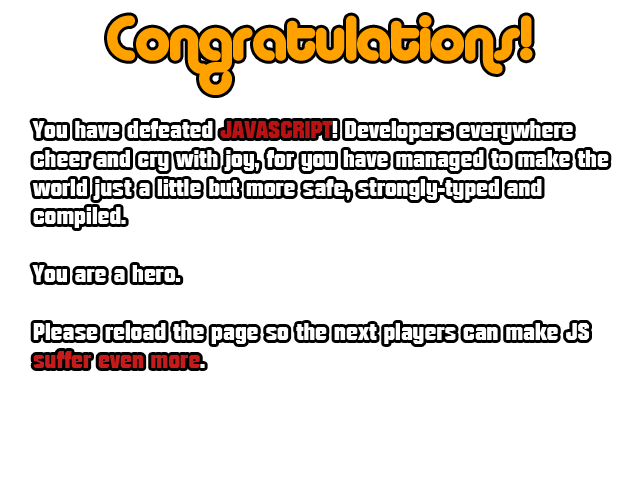 Congratulations!
You have defeated JAVASCRIPT! Developers everywhere
cheer and cry with joy, for you have managed to make the
world just a little but more safe, strongly-typed and
compiled.
You are a hero.
Please reload the page so the next players can make JS
suffer even more.